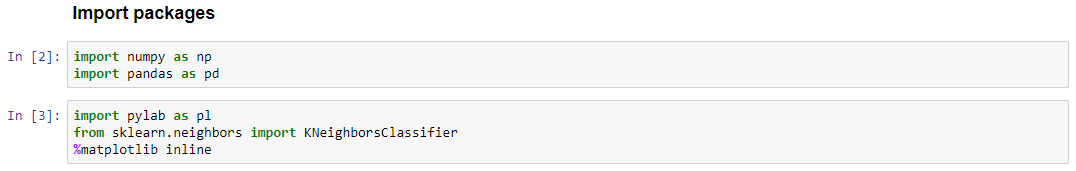 Import packages
In [2]: import numpy as np
import pandas as pd
In [3]: import pylab as pl
from sklearn.neighbors import KNeighborsClassifier
%matplotlib inline